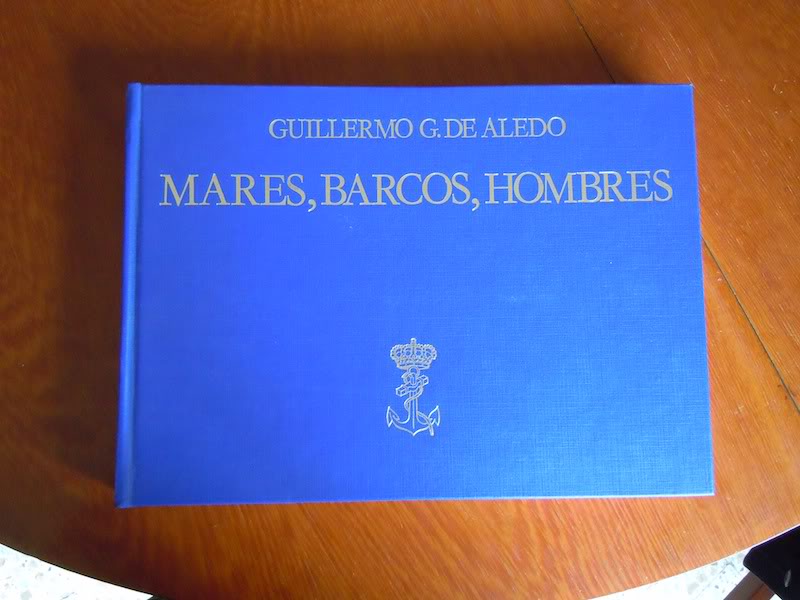 GUILLERMO G. DE ALEDO
MARES, BARCOS, HOMBRES